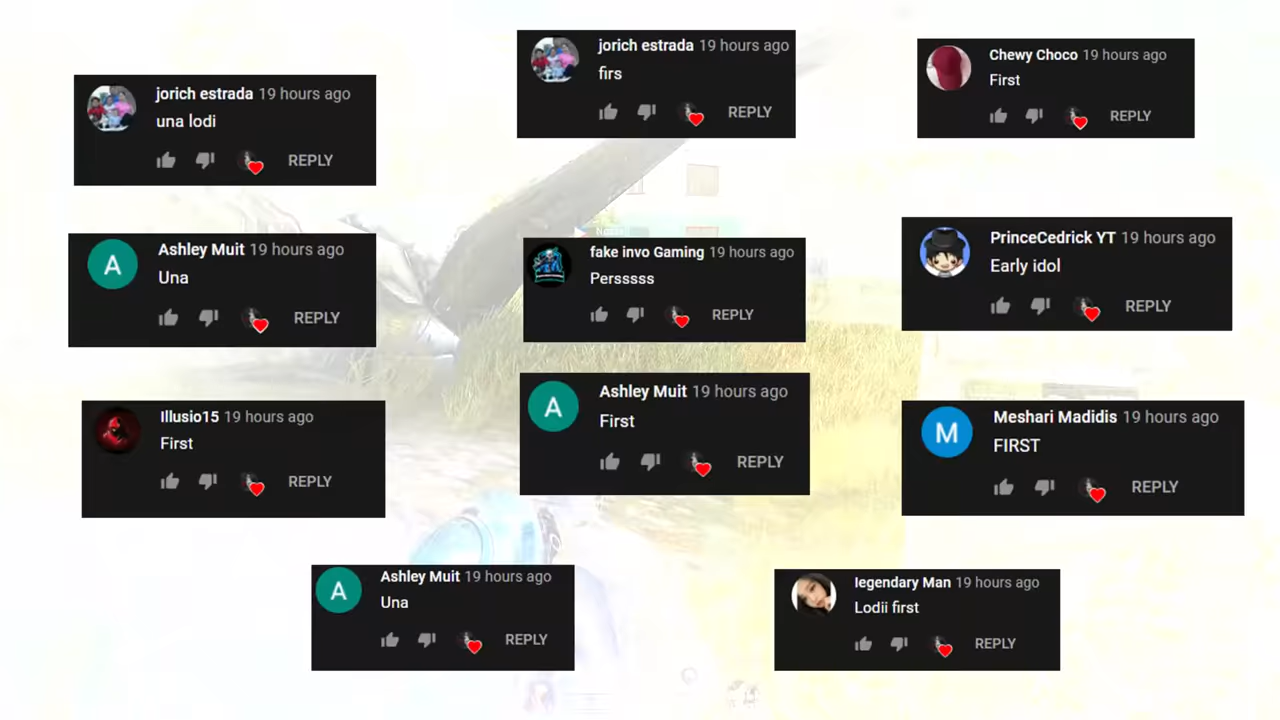 jorich estrada 19 hours ago
una lodi
REPLY
jorich estrada 19 hours ago
firs
REPLY
Chewy Choco 19 hours ago
First
REPLY
A
Ashley Muit 19 hours ago
Una
REPLY
fake invo Gaming 19 hours ago
Persssss
REPLY
PrinceCedrick YT 19 hours ago
Early idol
REPLY
Illusio15 19 hours ago
First
REPLY
A
Ashley Muit 19 hours ago
First
REPLY
M
Meshari Madidis 19 hours ago
FIRST
REPLY
A
Ashley Muit 19 hours ago
Una
REPLY
legendary Man 19 hours ago
Lodii first
REPLY